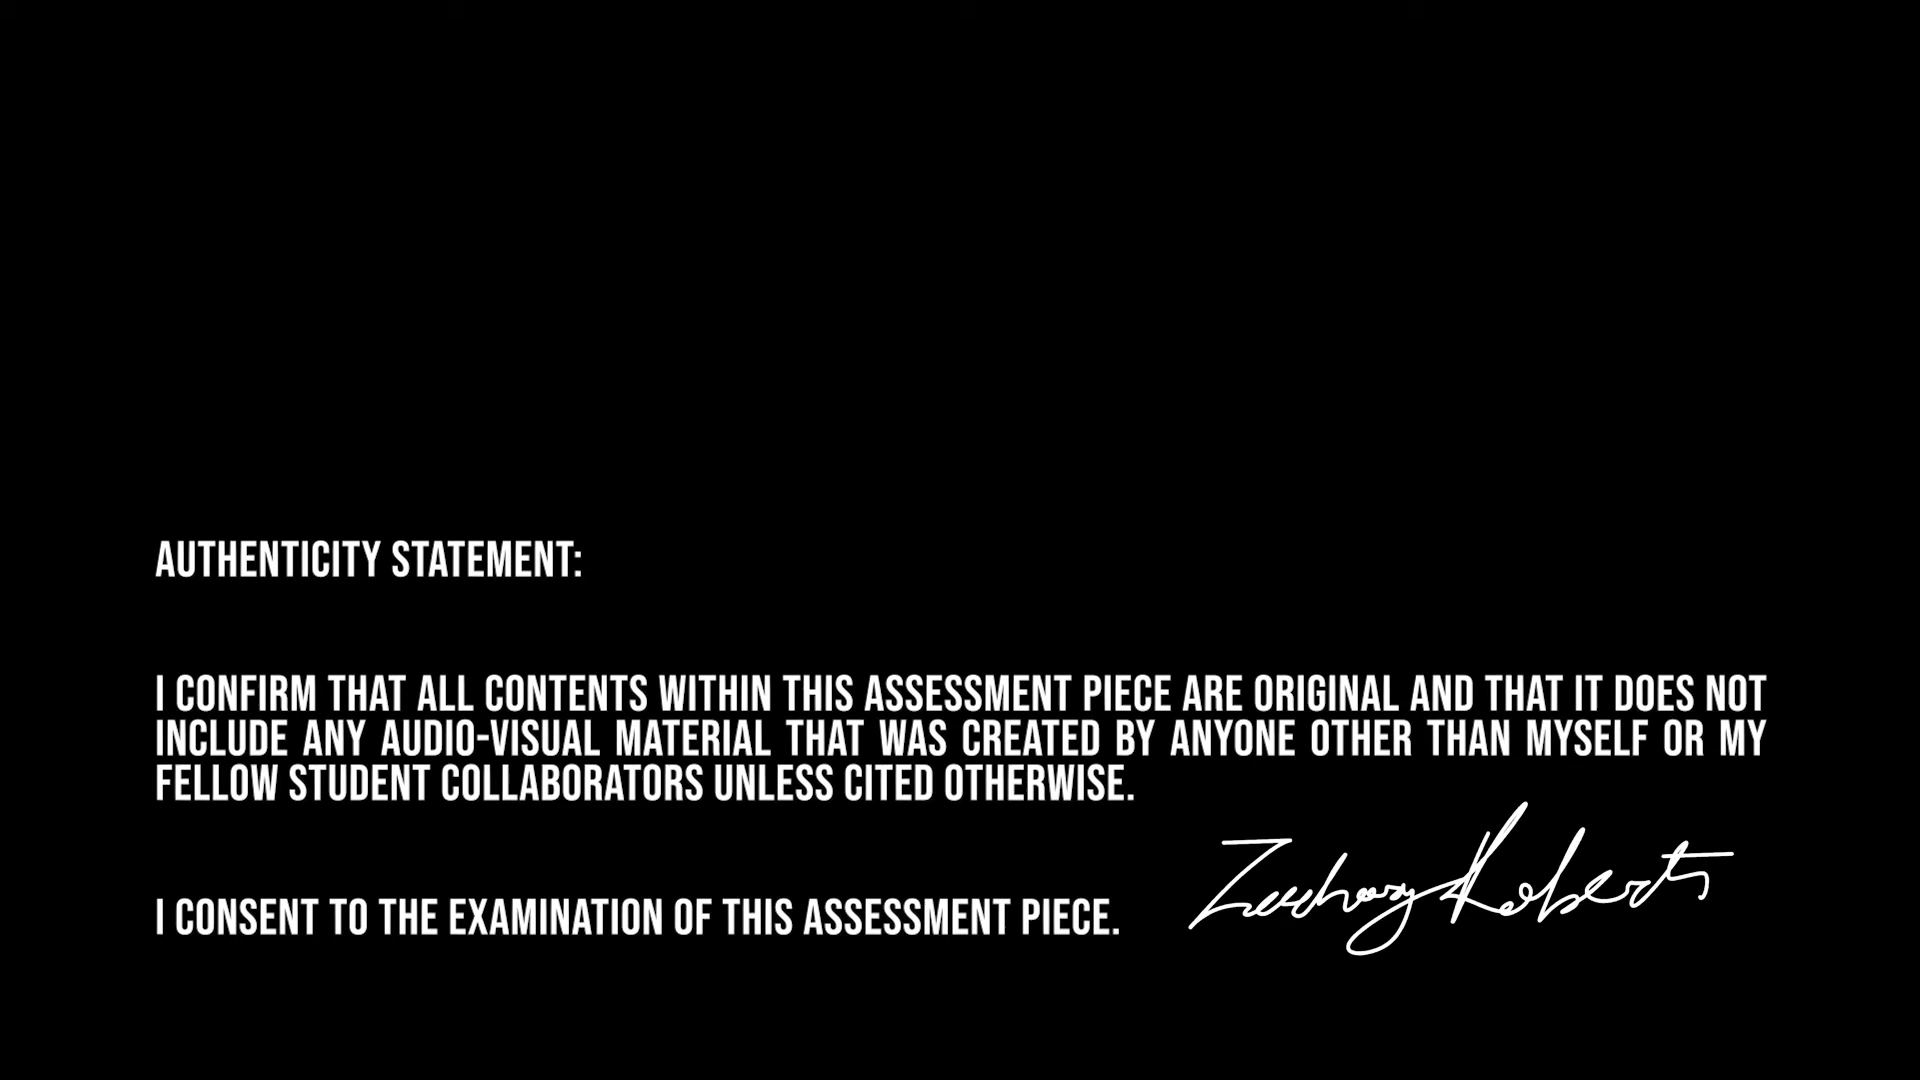 AUTHENTICITY STATEMENT:
I CONFIRM THAT ALL CONTENTS WITHIN THIS ASSESSMENT PIECE ARE ORIGINAL AND THAT IT DOES NOT
INCLUDE ANY AUDIO-VISUAL MATERIAL THAT WAS CREATED BY ANYONE OTHER THAN MYSELF OR MY
FELLOW STUDENT COLLABORATORS UNLESS CITED OTHERWISE.
I CONSENT TO THE EXAMINATION OF THIS ASSESSMENT PIECE.
Zachary Roberts